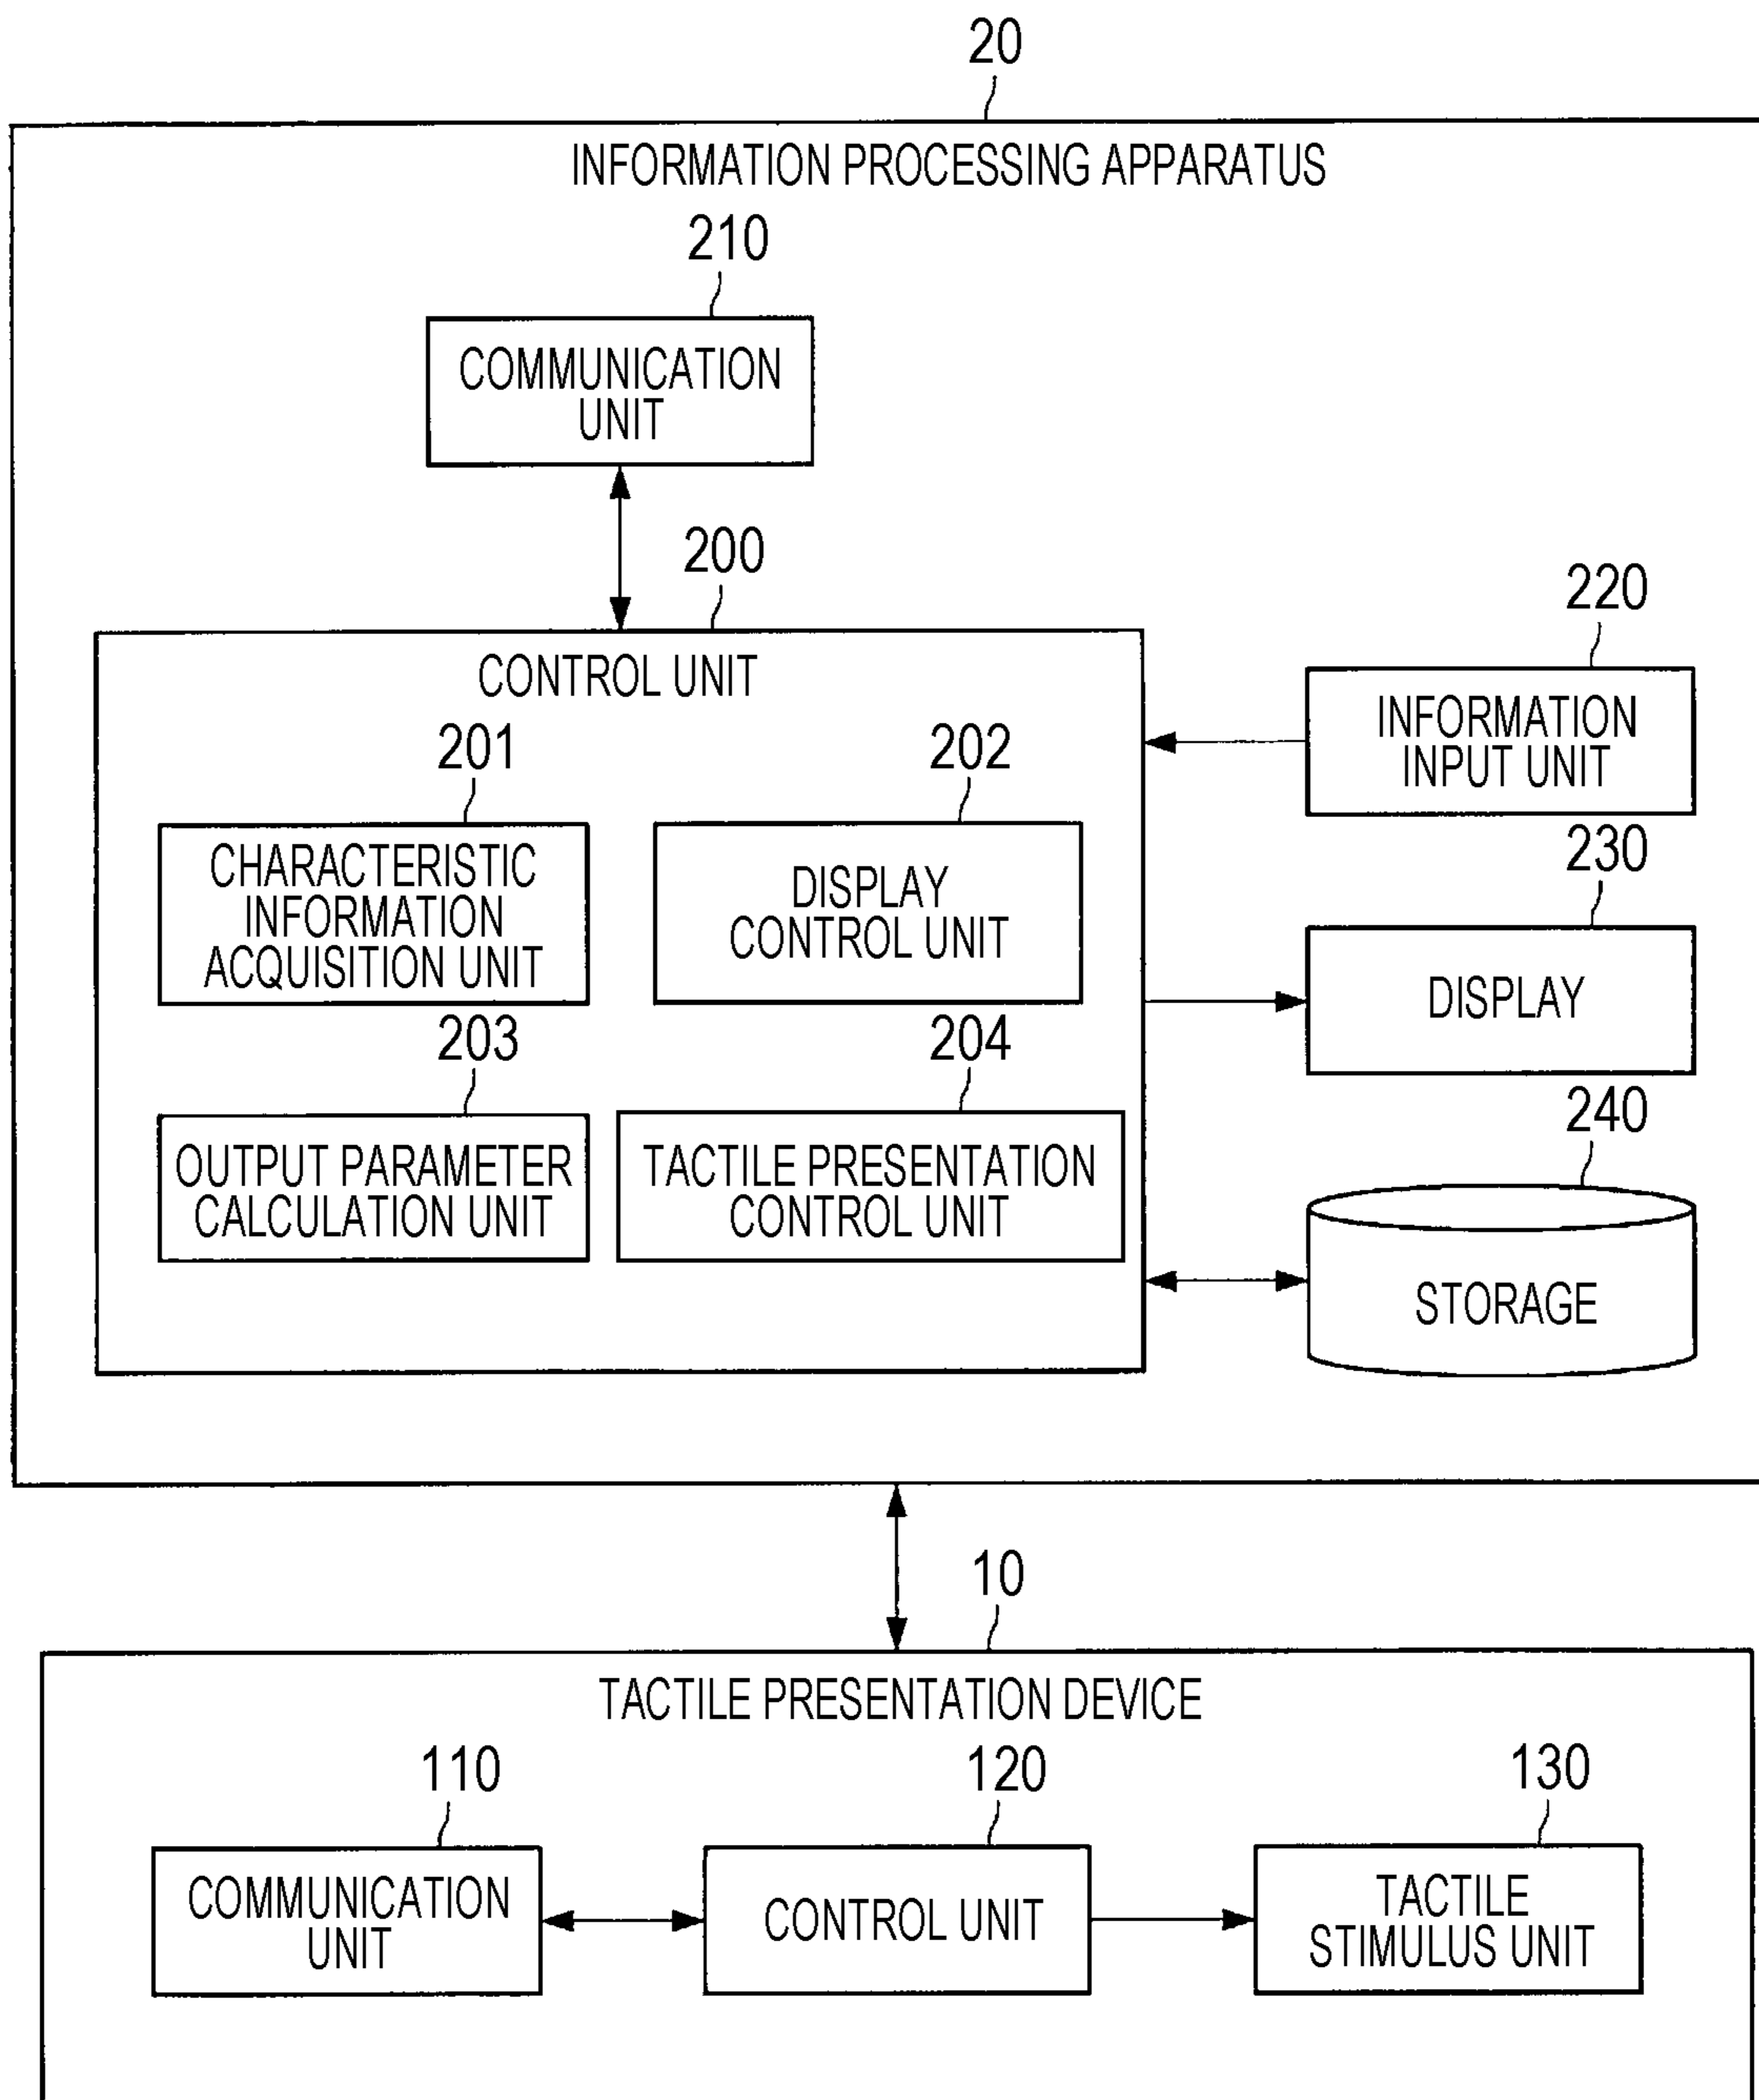 20
INFORMATION PROCESSING APPARATUS
210
COMMUNICATION
UNIT
200
CONTROL UNIT
220
INFORMATION
INPUT UNIT
201
CHARACTERISTIC
INFORMATION
ACQUISITION UNIT
202
DISPLAY
CONTROL UNIT
230
DISPLAY
203
OUTPUT PARAMETER
CALCULATION UNIT
204
TACTILE PRESENTATION
CONTROL UNIT
240
STORAGE
10
TACTILE PRESENTATION DEVICE
110
COMMUNICATION
UNIT
120
CONTROL UNIT
130
TACTILE
STIMULUS UNIT